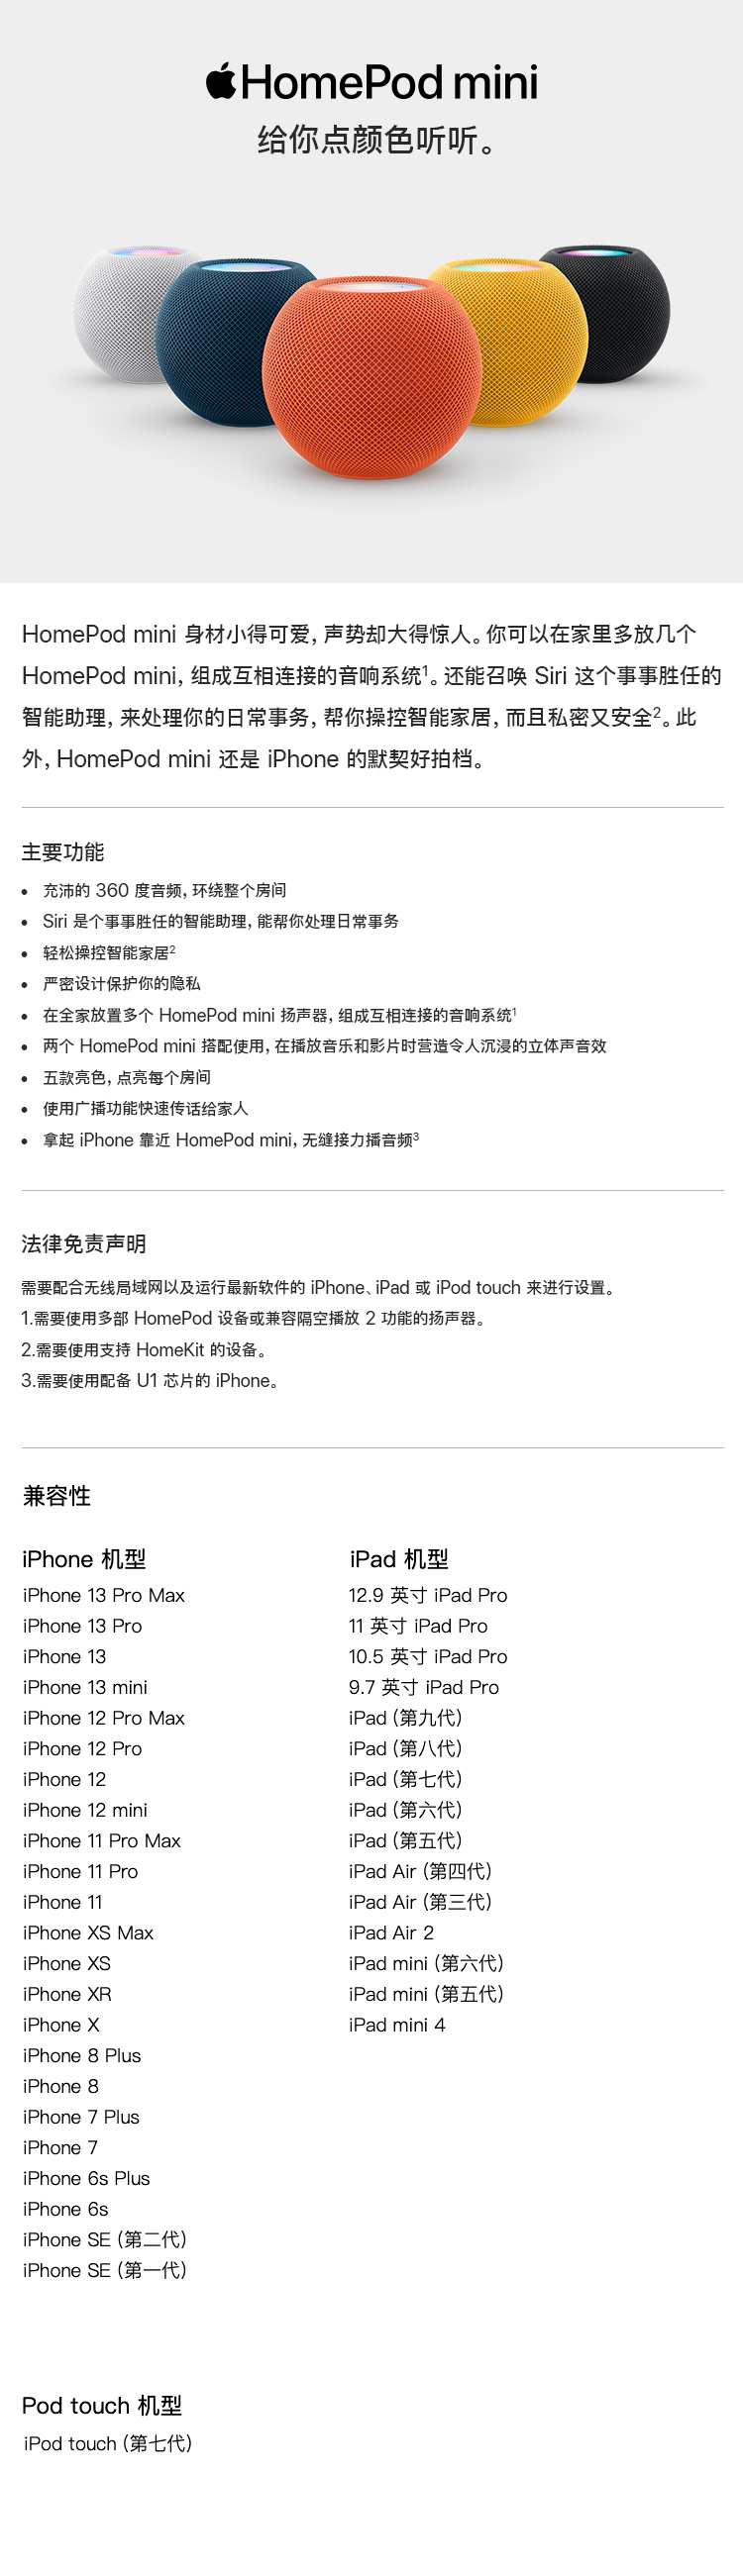 HomePod mini
给你点颜色听听。
HomePod mini 身材小得可爱，声势却大得惊人。你可以在家里多放几个
HomePod mini，组成互相连接的音响系统¹。还能召唤 Siri 这个事事胜任的
智能助理，来处理你的日常事务，帮你操控智能家居，而且私密又安全²。此
外，HomePod mini 还是 iPhone 的默契好拍档。
主要功能
• 充沛的 360 度音频，环绕整个房间
• Siri 是个事事胜任的智能助理，能帮你处理日常事务
• 轻松操控智能家居²
• 严密设计保护你的隐私
• 在全家放置多个 HomePod mini 扬声器，组成互相连接的音响系统¹
• 两个 HomePod mini 搭配使用，在播放音乐和影片时营造令人沉浸的立体声音效
• 五款亮色，点亮每个房间
• 使用广播功能快速传话给家人
• 拿起 iPhone 靠近 HomePod mini，无缝接力播音频³
法律免责声明
需要配合无线局域网以及运行最新软件的 iPhone、iPad 或 iPod touch 来进行设置。
1.需要使用多部 HomePod 设备或兼容隔空播放 2 功能的扬声器。
2.需要使用支持 HomeKit 的设备。
3.需要使用配备 U1 芯片的 iPhone。
兼容性
iPhone 机型
iPhone 13 Pro Max
iPhone 13 Pro
iPhone 13
iPhone 13 mini
iPhone 12 Pro Max
iPhone 12 Pro
iPhone 12
iPhone 12 mini
iPhone 11 Pro Max
iPhone 11 Pro
iPhone 11
iPhone XS Max
iPhone XS
iPhone XR
iPhone X
iPhone 8 Plus
iPhone 8
iPhone 7 Plus
iPhone 7
iPhone 6s Plus
iPhone 6s
iPhone SE (第二代)
iPhone SE (第一代)
iPad 机型
12.9 英寸 iPad Pro
11 英寸 iPad Pro
10.5 英寸 iPad Pro
9.7 英寸 iPad Pro
iPad (第九代)
iPad (第八代)
iPad (第七代)
iPad (第六代)
iPad (第五代)
iPad Air (第四代)
iPad Air (第三代)
iPad Air 2
iPad mini (第六代)
iPad mini (第五代)
iPad mini 4
Pod touch 机型
iPod touch (第七代)